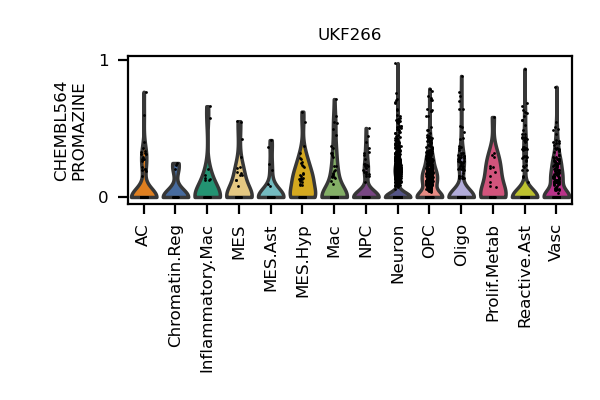 UKF266
CHEMBL564
PROMAZINE
1
0
AC
Chromatin.Reg
Inflammatory.Mac
MES
MES.Ast
MES.Hyp
Mac
NPC
Neuron
OPC
Oligo
Prolif.Metab
Reactive.Ast
Vasc